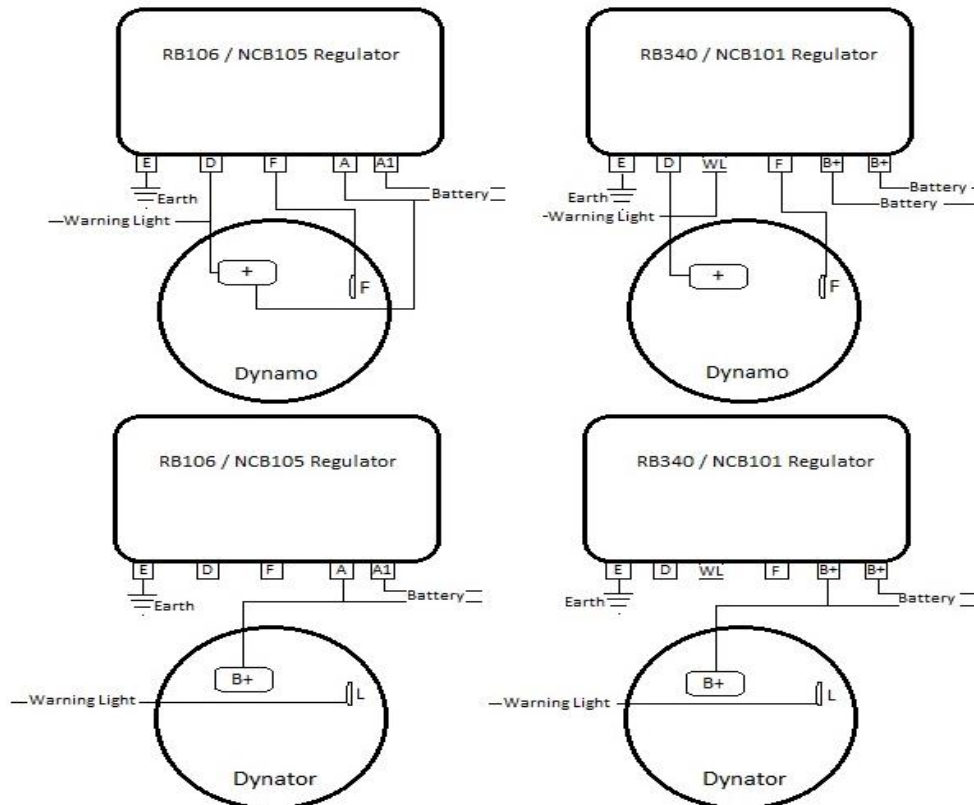 RB106 / NCB105 Regulator
E D F A A1
Earth
Battery
Warning Light
+
F
Dynamo
RB340 / NCB101 Regulator
E D WL F B+ B+
Earth
Battery
Battery
Warning Light
+
F
Dynamo
RB106 / NCB105 Regulator
E D F A A1
Earth
Battery
B+
L
Warning Light
Dynator
RB340 / NCB101 Regulator
E D WL F B+ B+
Earth
Battery
B+
L
Warning Light
Dynator